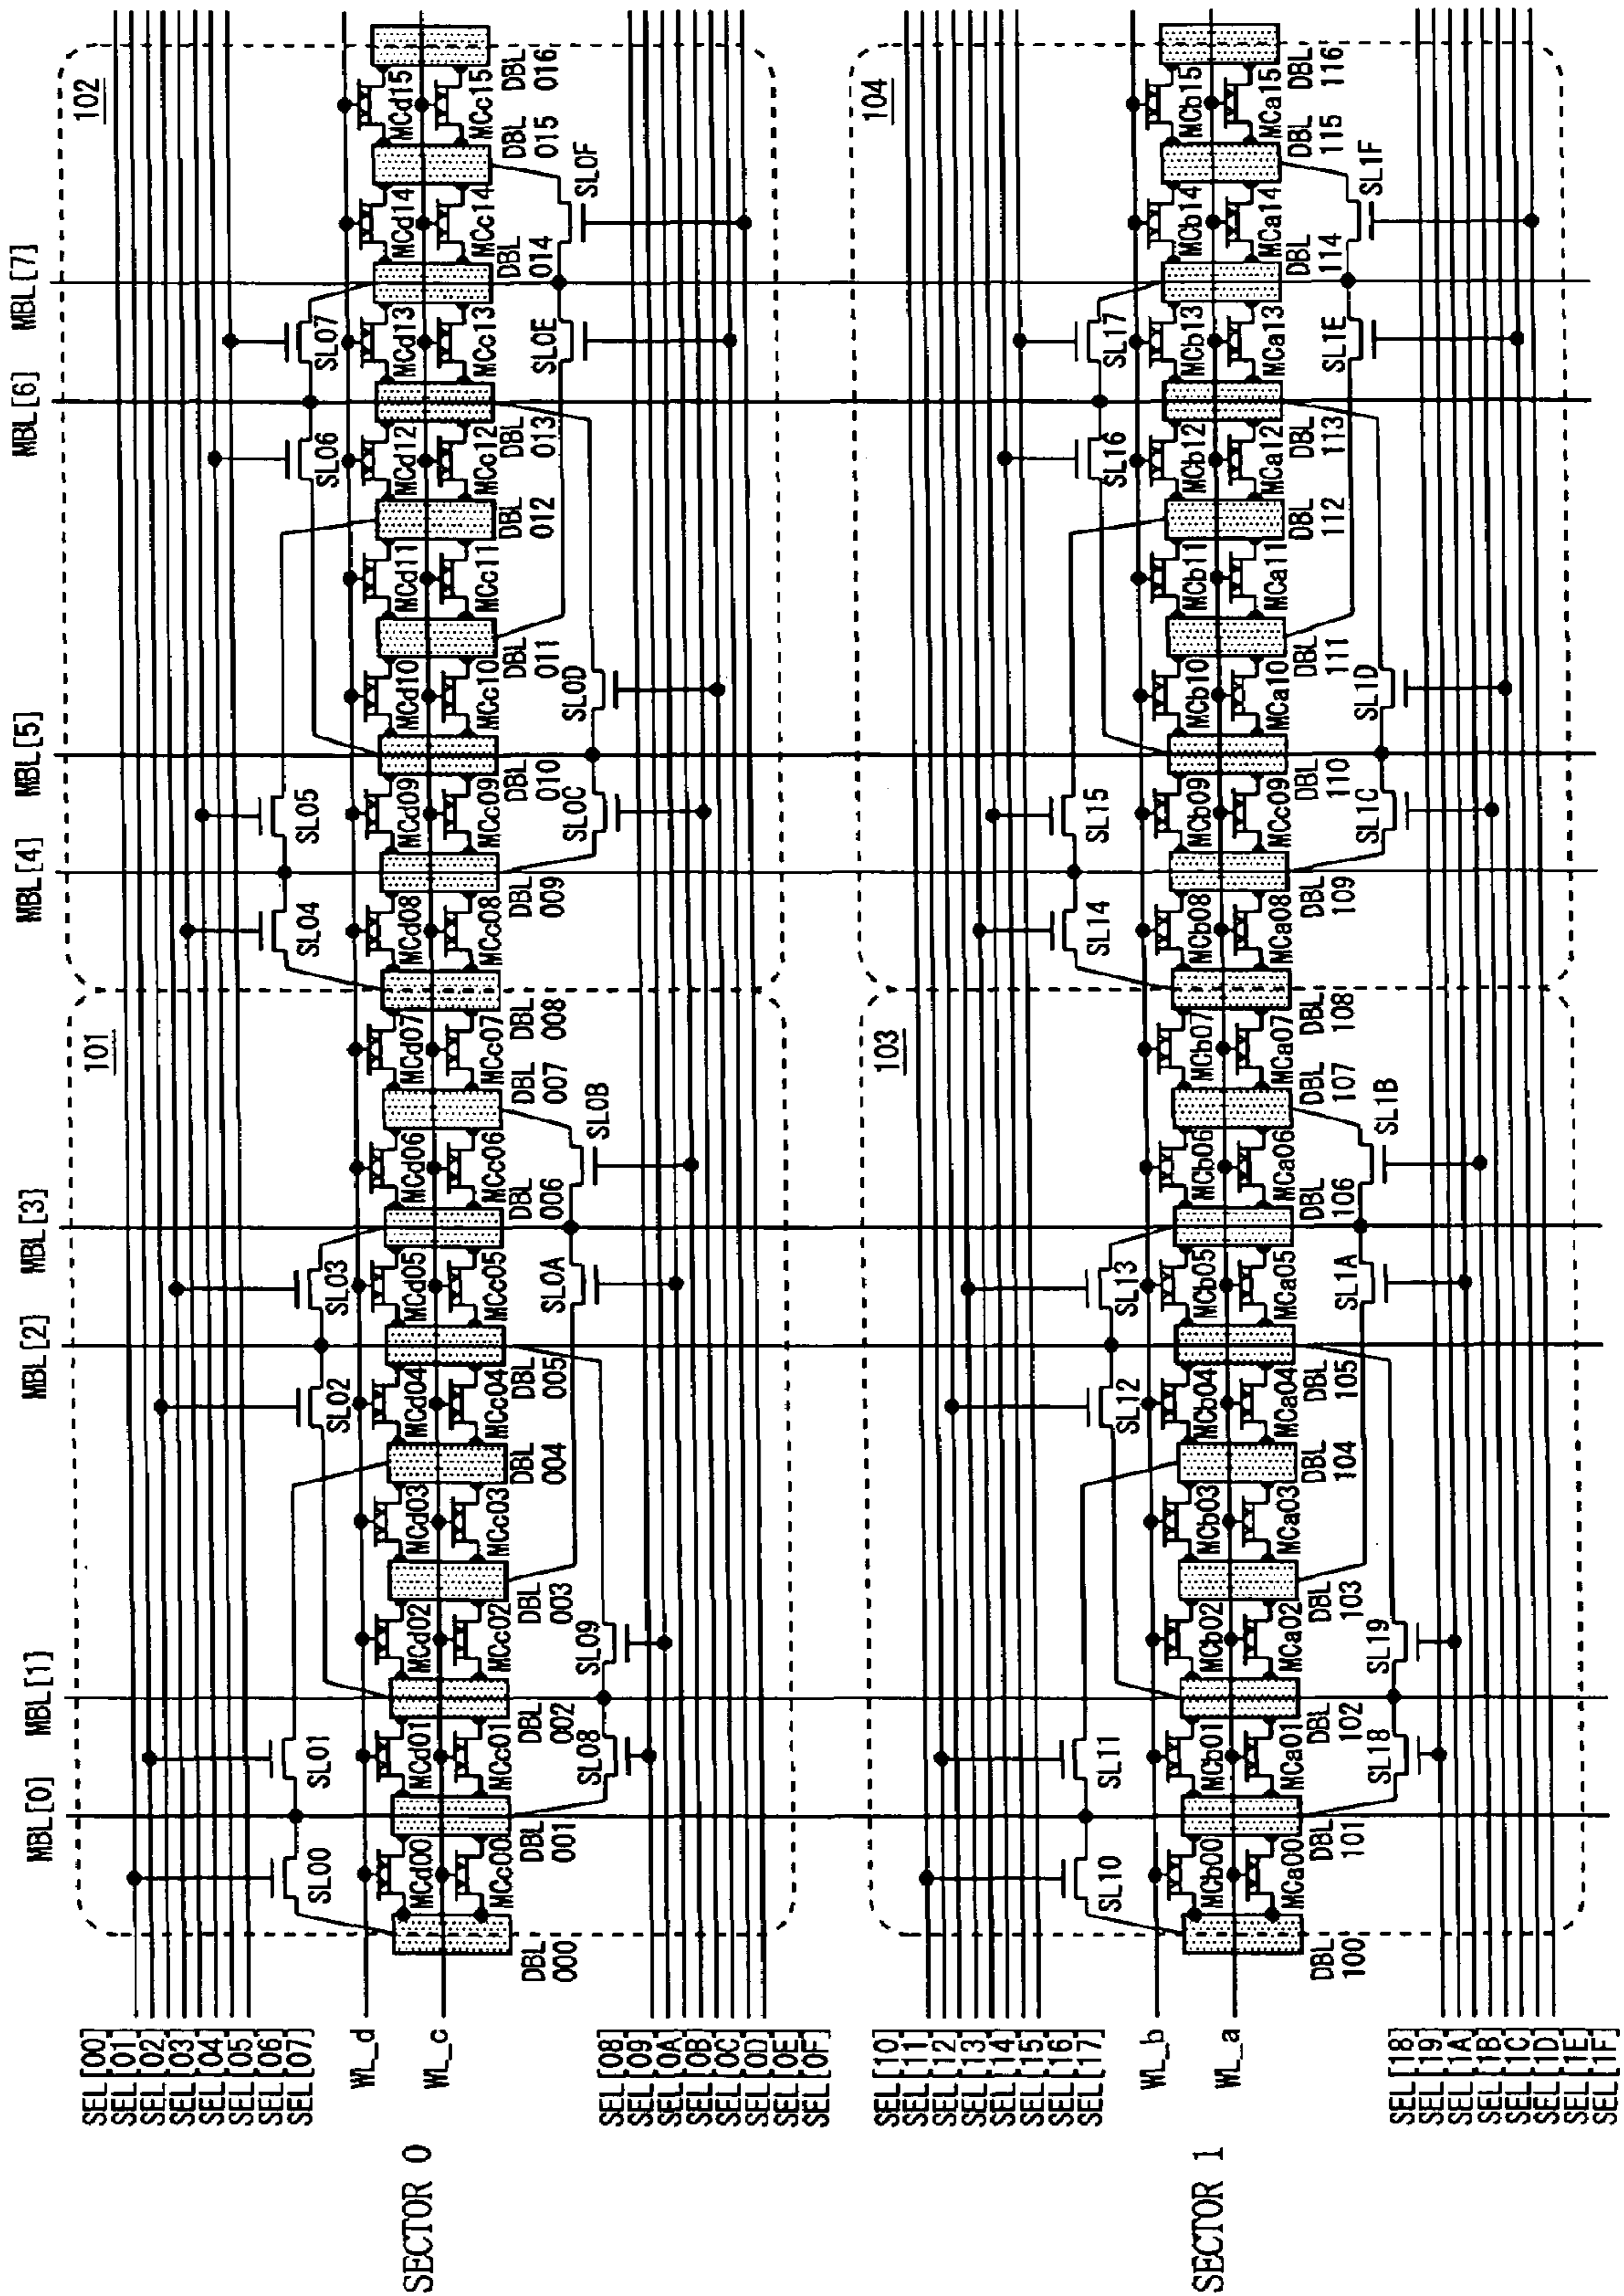 MBL[0] MBL[1] MBL[2] MBL[3] MBL[4] MBL[5] MBL[6] MBL[7]
101 102
SEL[00]
SEL[01]
SEL[02]
SEL[03]
SEL[04]
SEL[05]
SEL[06]
SEL[07]
SL00 SL01 SL02 SL03 SL04 SL05 SL06 SL07
WL_d
MCd00 MCd01 MCd02 MCd03 MCd04 MCd05 MCd06 MCd07 MCd08 MCd09 MCd10 MCd11 MCd12 MCd13 MCd14 MCd15
SECTOR 0
WL_c
MCc00 MCc01 MCc02 MCc03 MCc04 MCc05 MCc06 MCc07 MCc08 MCc09 MCc10 MCc11 MCc12 MCc13 MCc14 MCc15
DBL DBL DBL DBL DBL DBL DBL DBL DBL DBL DBL DBL DBL DBL DBL DBL DBL
000 001 002 003 004 005 006 007 008 009 010 011 012 013 014 015 016
SL08 SL09 SL0A SL0B SL0C SL0D SL0E SL0F
SEL[08]
SEL[09]
SEL[0A]
SEL[0B]
SEL[0C]
SEL[0D]
SEL[0E]
SEL[0F]
103 104
SEL[10]
SEL[11]
SEL[12]
SEL[13]
SEL[14]
SEL[15]
SEL[16]
SEL[17]
SL10 SL11 SL12 SL13 SL14 SL15 SL16 SL17
WL_b
MCb00 MCb01 MCb02 MCb03 MCb04 MCb05 MCb06 MCb07 MCb08 MCb09 MCb10 MCb11 MCb12 MCb13 MCb14 MCb15
SECTOR 1
WL_a
MCa00 MCa01 MCa02 MCa03 MCa04 MCa05 MCa06 MCa07 MCa08 MCc09 MCa10 MCa11 MCa12 MCa13 MCa14 MCa15
DBL DBL DBL DBL DBL DBL DBL DBL DBL DBL DBL DBL DBL DBL DBL DBL DBL
100 101 102 103 104 105 106 107 108 109 110 111 112 113 114 115 116
SL18 SL19 SL1A SL1B SL1C SL1D SL1E SL1F
SEL[18]
SEL[19]
SEL[1A]
SEL[1B]
SEL[1C]
SEL[1D]
SEL[1E]
SEL[1F]